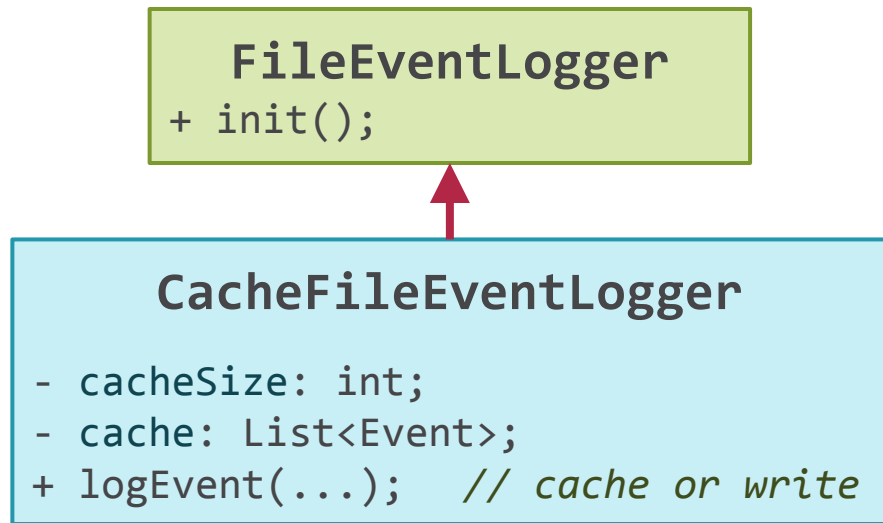 FileEventLogger
+ init();
CacheFileEventLogger
- cacheSize: int;
- cache: List<Event>;
+ logEvent(...); // cache or write